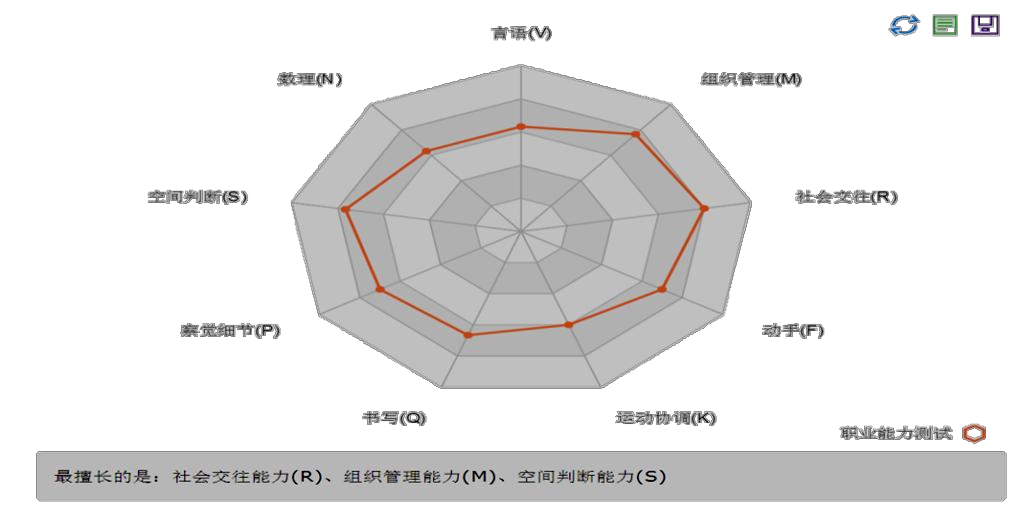 言语(V)
数理(N)
组织管理(M)
空间判断(S)
社会交往(R)
察觉细节(P)
动手(F)
书写(Q)
运动协调(K)
职业能力测试
最擅长的是：社会交往能力(R)、组织管理能力(M)、空间判断能力(S)